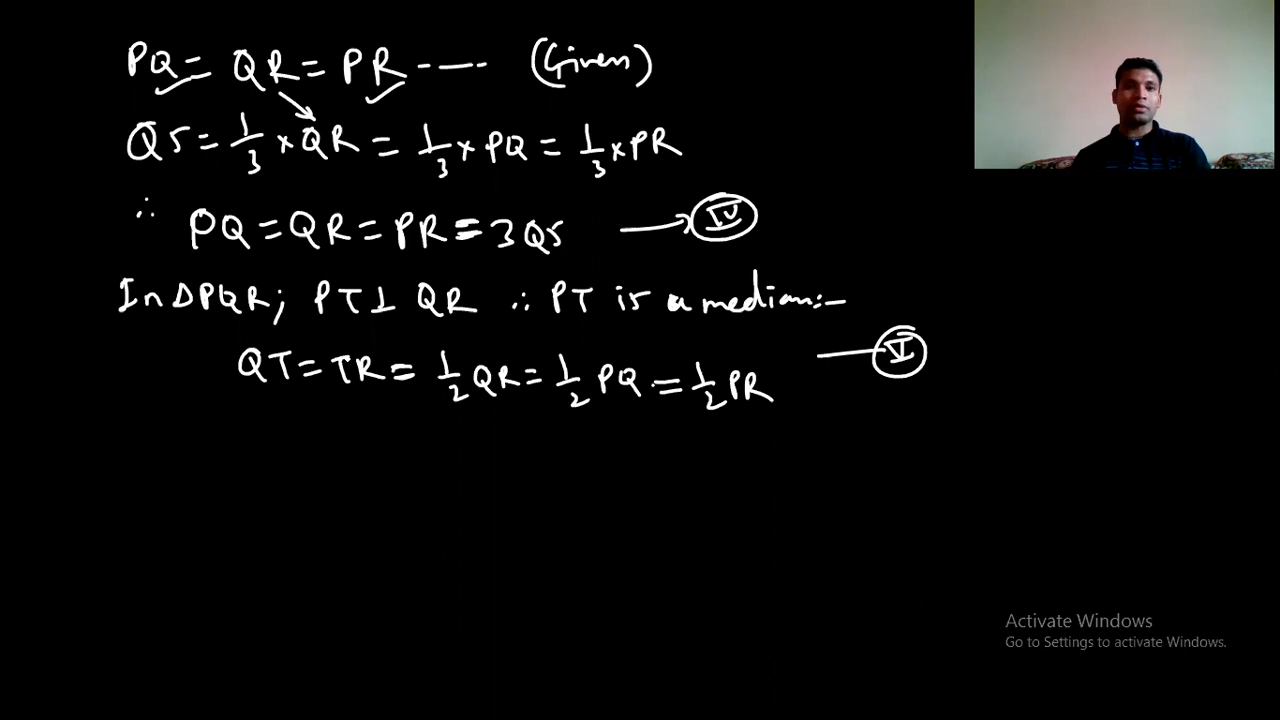 PQ = QR = PR ----- (Given)
QS = 1/3 × QR = 1/3 × PQ = 1/3 × PR
∴ PQ = QR = PR = 3QS → IV
In ΔPQR; PT ⊥ QR ∴ PT is a median:-
QT = TR = 1/2 QR = 1/2 PQ = 1/2 PR — V
Activate Windows
Go to Settings to activate Windows.